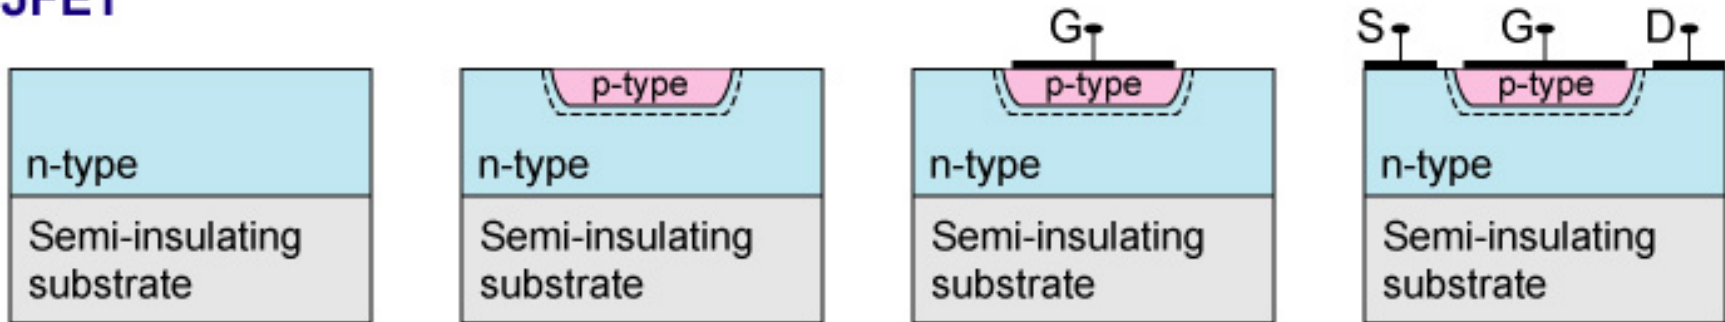 JFET
G
S G D
p-type
p-type
p-type
n-type
n-type
n-type
n-type
Semi-insulating
substrate
Semi-insulating
substrate
Semi-insulating
substrate
Semi-insulating
substrate